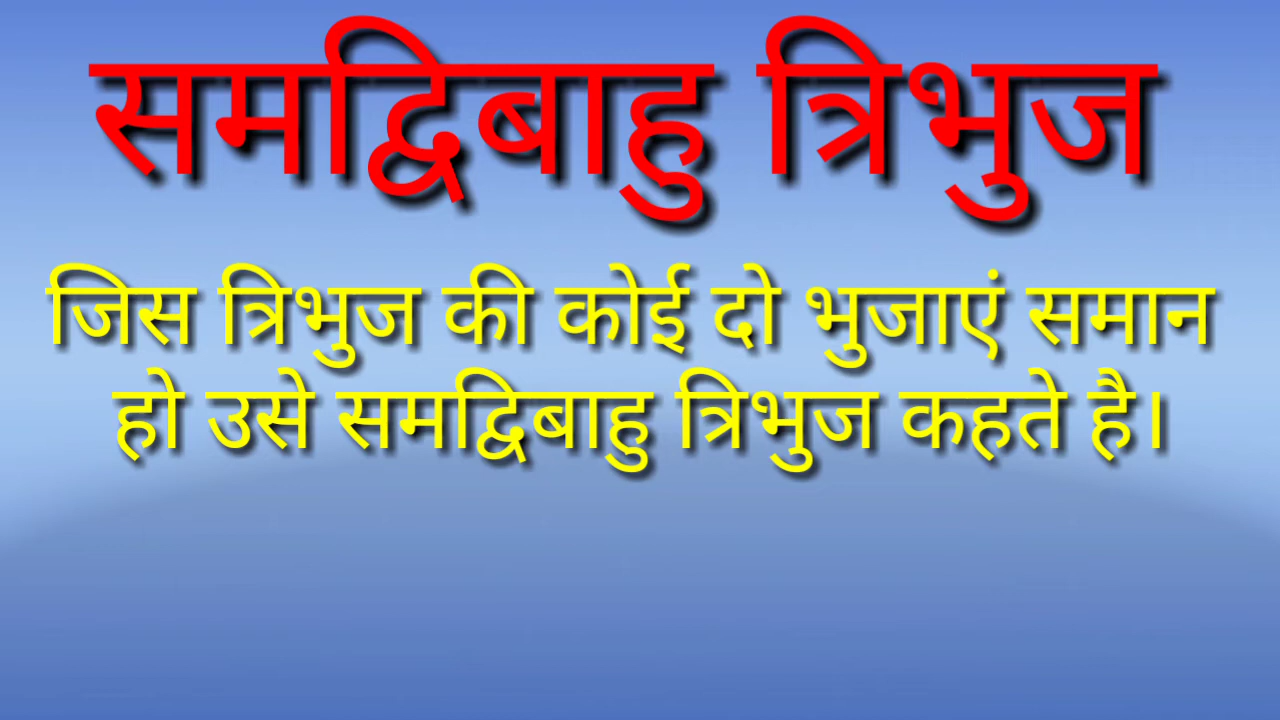 समद्विबाहु त्रिभुज
जिस त्रिभुज की कोई दो भुजाएं समान
हो उसे समद्विबाहु त्रिभुज कहते है।